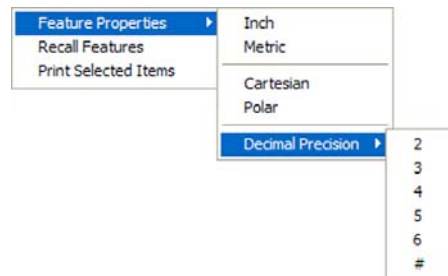 Feature Properties
Recall Features
Print Selected Items
Inch
Metric
Cartesian
Polar
Decimal Precision
2
3
4
5
6
#